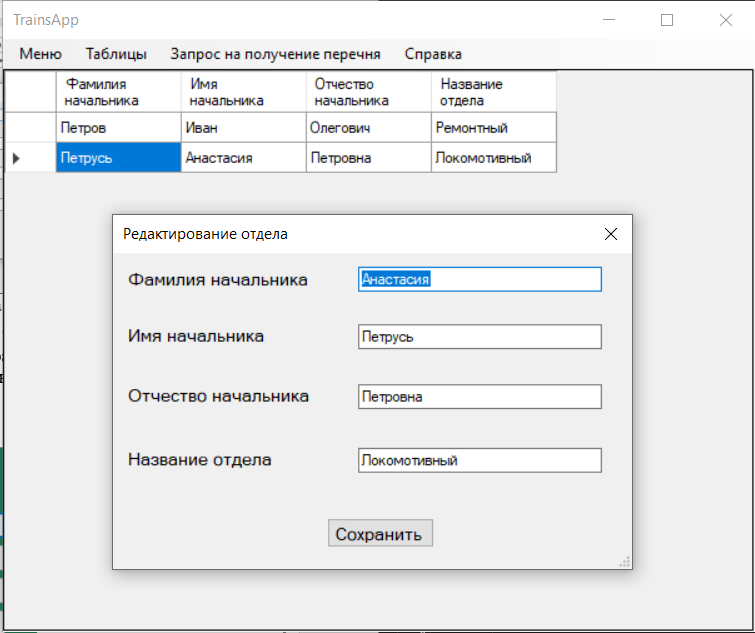 TrainsApp
Меню Таблицы Запрос на получение перечня Справка
Фамилия начальника Имя начальника Отчество начальника Название отдела
Петров Иван Олегович Ремонтный
Петрусь Анастасия Петровна Локомотивный
Редактирование отдела
Фамилия начальника Анастасия
Имя начальника Петрусь
Отчество начальника Петровна
Название отдела Локомотивный
Сохранить